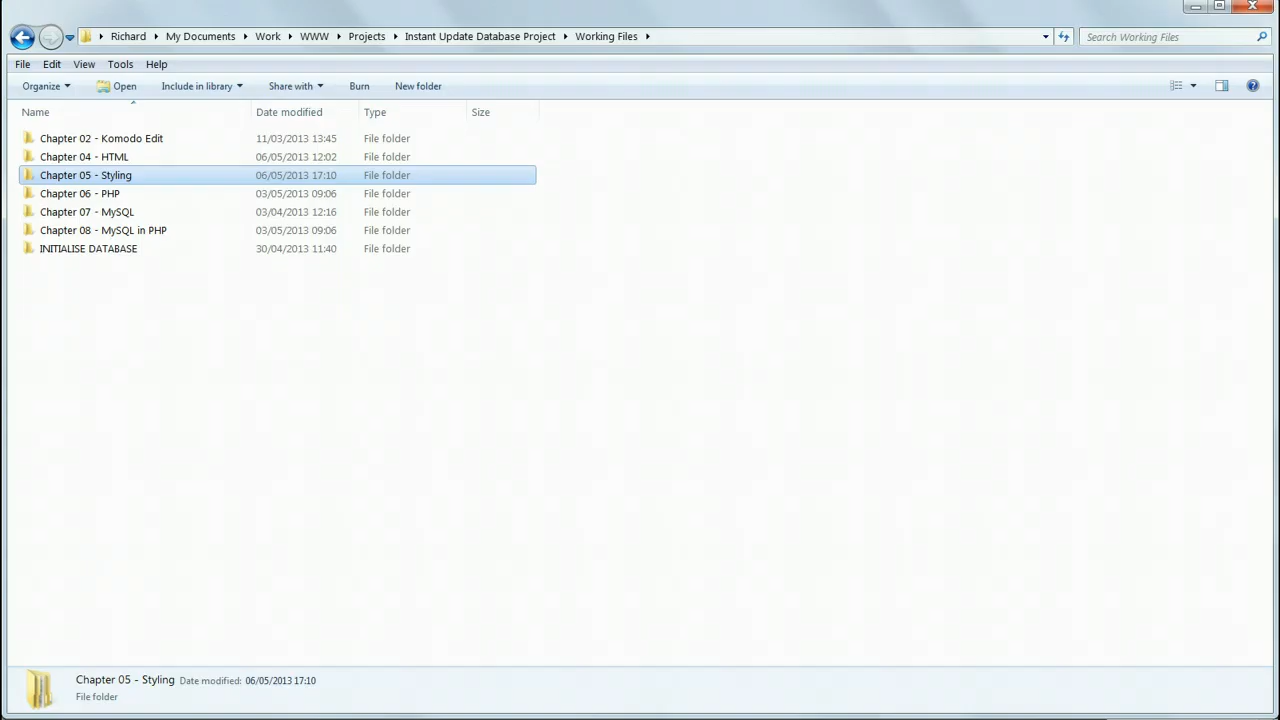 Richard My Documents Work WWW Projects Instant Update Database Project Working Files Search Working Files
File Edit View Tools Help
Organize Open Include in library Share with Burn New folder
Name Date modified Type Size
Chapter 02 - Komodo Edit 11/03/2013 13:45 File folder
Chapter 04 - HTML 06/05/2013 12:02 File folder
Chapter 05 - Styling 06/05/2013 17:10 File folder
Chapter 06 - PHP 03/05/2013 09:06 File folder
Chapter 07 - MySQL 03/04/2013 12:16 File folder
Chapter 08 - MySQL in PHP 03/05/2013 09:06 File folder
INITIALISE DATABASE 30/04/2013 11:40 File folder
Chapter 05 - Styling Date modified: 06/05/2013 17:10
File folder